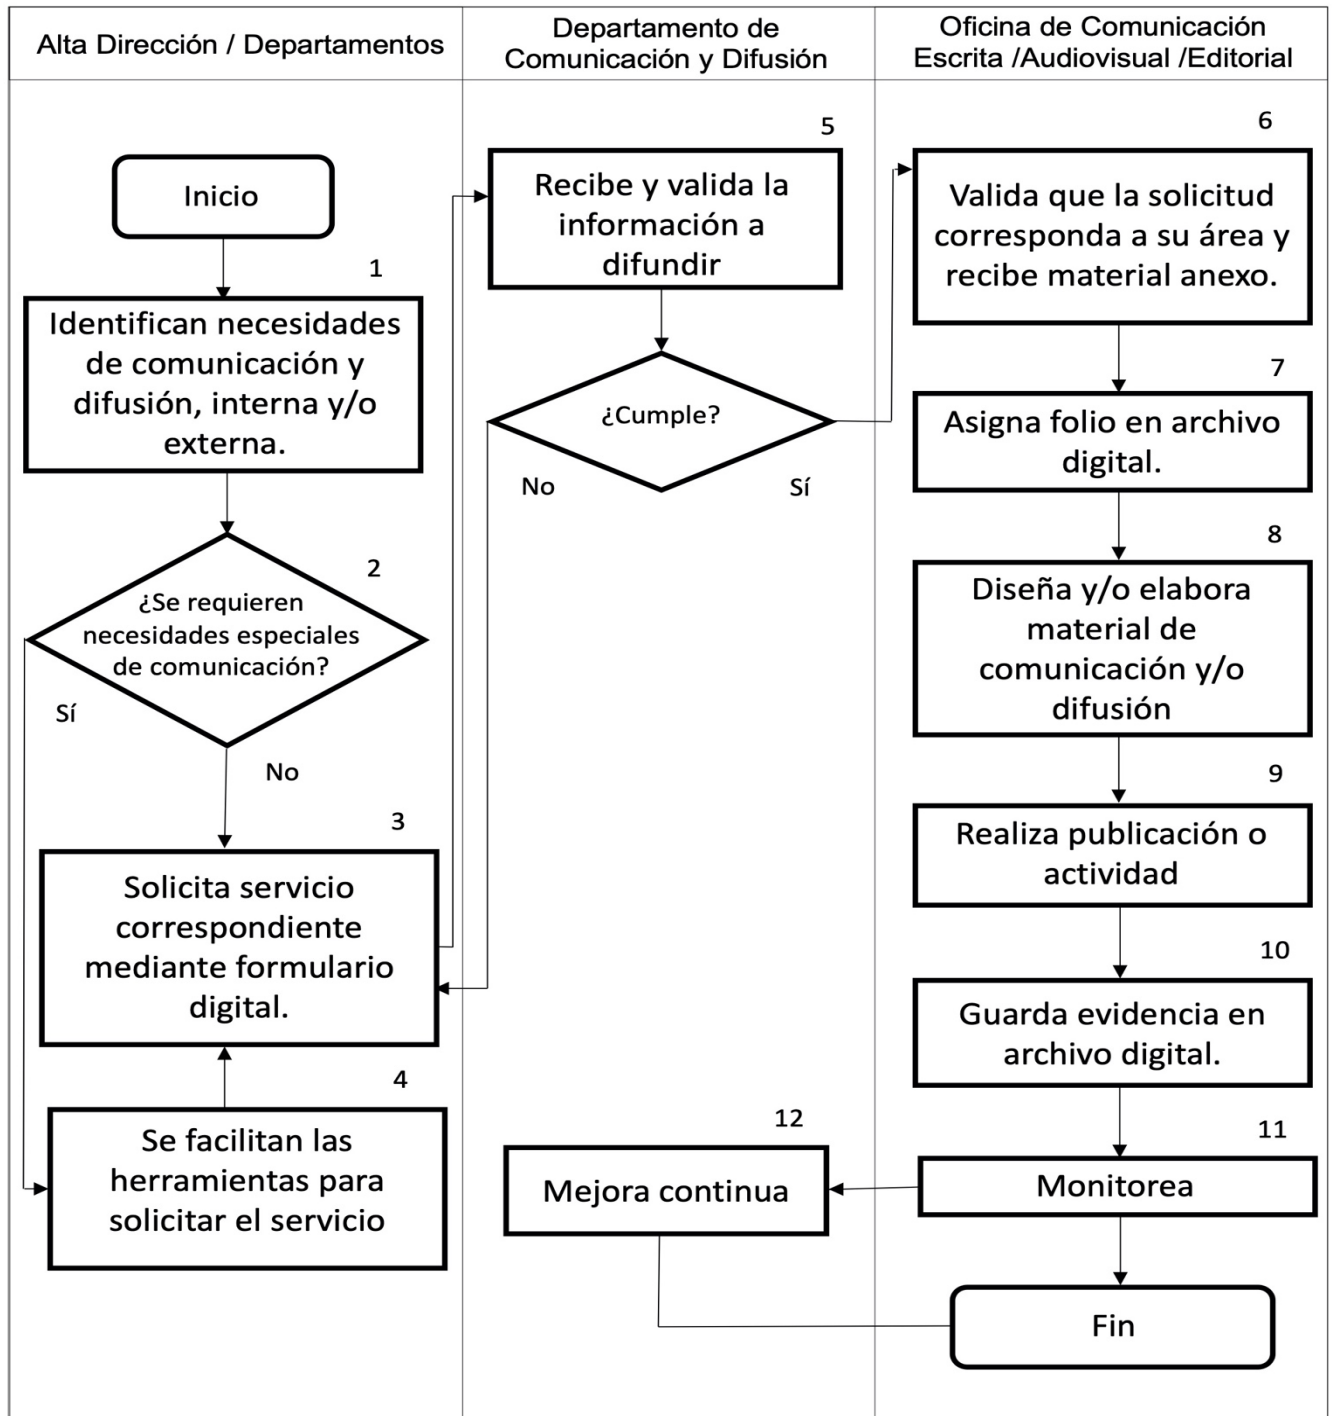 Alta Dirección / Departamentos
Departamento de
Comunicación y Difusión
Oficina de Comunicación
Escrita /Audiovisual /Editorial
Inicio
1
Identifican necesidades
de comunicación y
difusión, interna y/o
externa.
2
¿Se requieren
necesidades especiales
de comunicación?
Sí
No
3
Solicita servicio
correspondiente
mediante formulario
digital.
4
Se facilitan las
herramientas para
solicitar el servicio
5
Recibe y valida la
información a
difundir
¿Cumple?
No
Sí
6
Valida que la solicitud
corresponda a su área y
recibe material anexo.
7
Asigna folio en archivo
digital.
8
Diseña y/o elabora
material de
comunicación y/o
difusión
9
Realiza publicación o
actividad
10
Guarda evidencia en
archivo digital.
11
Monitorea
12
Mejora continua
Fin